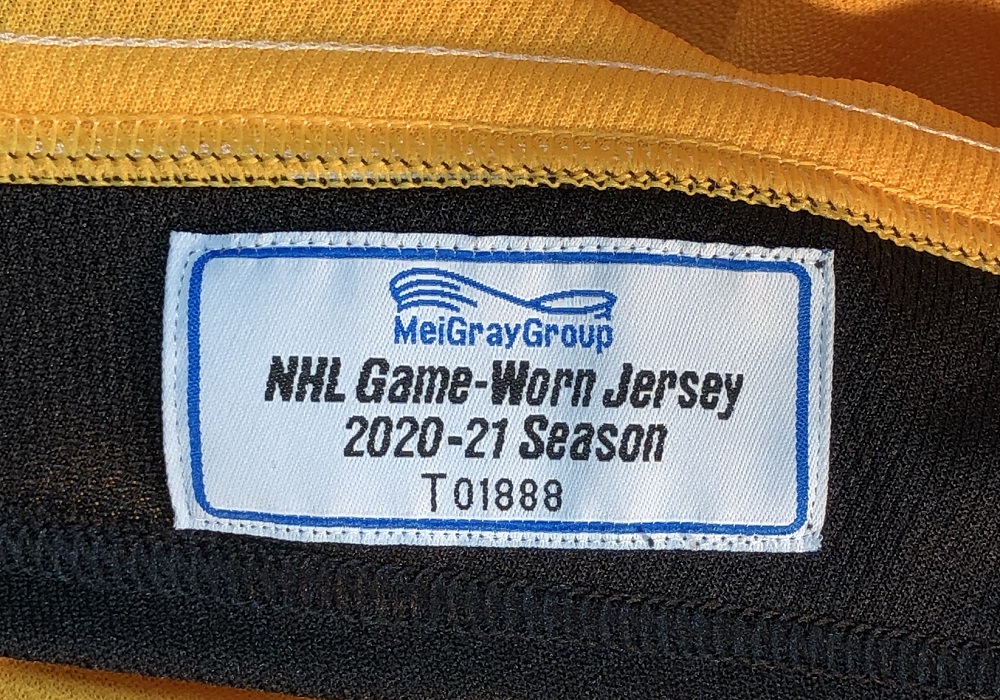 MeiGrayGroup
NHL Game-Worn Jersey
2020-21 Season
T01888